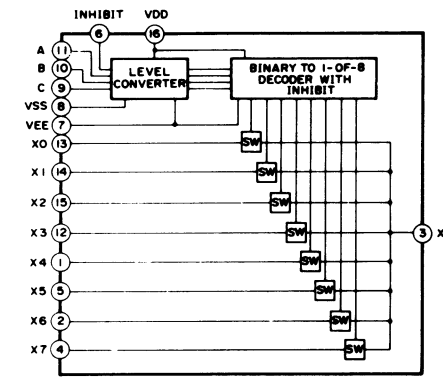 INHIBIT VDD
6 16
A 11
B 10
C 9
VSS 8
VEE 7
LEVEL
CONVERTER
BINARY TO 1-OF-8
DECODER WITH
INHIBIT
X0 13
SW
X1 14
SW
X2 15
SW
X3 12
SW
3 X
X4 1
SW
X5 5
SW
X6 2
SW
X7 4
SW